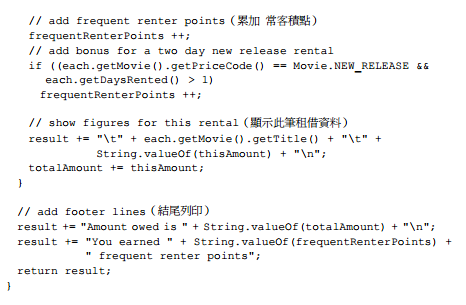 // add frequent renter points（累加 常客積點）
frequentRenterPoints ++;
// add bonus for a two day new release rental
if ((each.getMovie().getPriceCode() == Movie.NEW_RELEASE &&
each.getDaysRented() > 1)
frequentRenterPoints ++;
// show figures for this rental（顯示此筆租借資料）
result += "\t" + each.getMovie().getTitle() + "\t" +
String.valueOf(thisAmount) + "\n";
totalAmount += thisAmount;
}
// add footer lines（結尾列印）
result += "Amount owed is " + String.valueOf(totalAmount) + "\n";
result += "You earned " + String.valueOf(frequentRenterPoints) +
" frequent renter points";
return result;
}